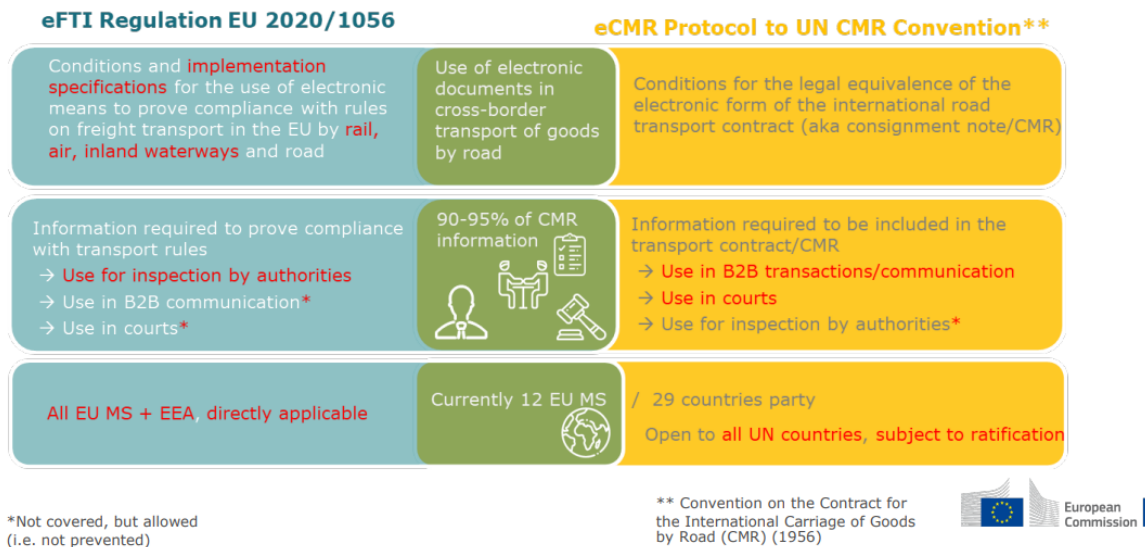 eFTI Regulation EU 2020/1056
eCMR Protocol to UN CMR Convention**
Conditions and implementation
specifications for the use of electronic
means to prove compliance with rules
on freight transport in the EU by rail,
air, inland waterways and road
Use of electronic
documents in
cross-border
transport of goods
by road
Conditions for the legal equivalence of the
electronic form of the international road
transport contract (aka consignment note/CMR)
Information required to prove compliance
with transport rules
→ Use for inspection by authorities
→ Use in B2B communication*
→ Use in courts*
90-95% of CMR
information
Information required to be included in the
transport contract/CMR
→ Use in B2B transactions/communication
→ Use in courts
→ Use for inspection by authorities*
All EU MS + EEA, directly applicable
Currently 12 EU MS
/ 29 countries party
Open to all UN countries, subject to ratification
*Not covered, but allowed
(i.e. not prevented)
** Convention on the Contract for
the International Carriage of Goods
by Road (CMR) (1956)
European
Commission